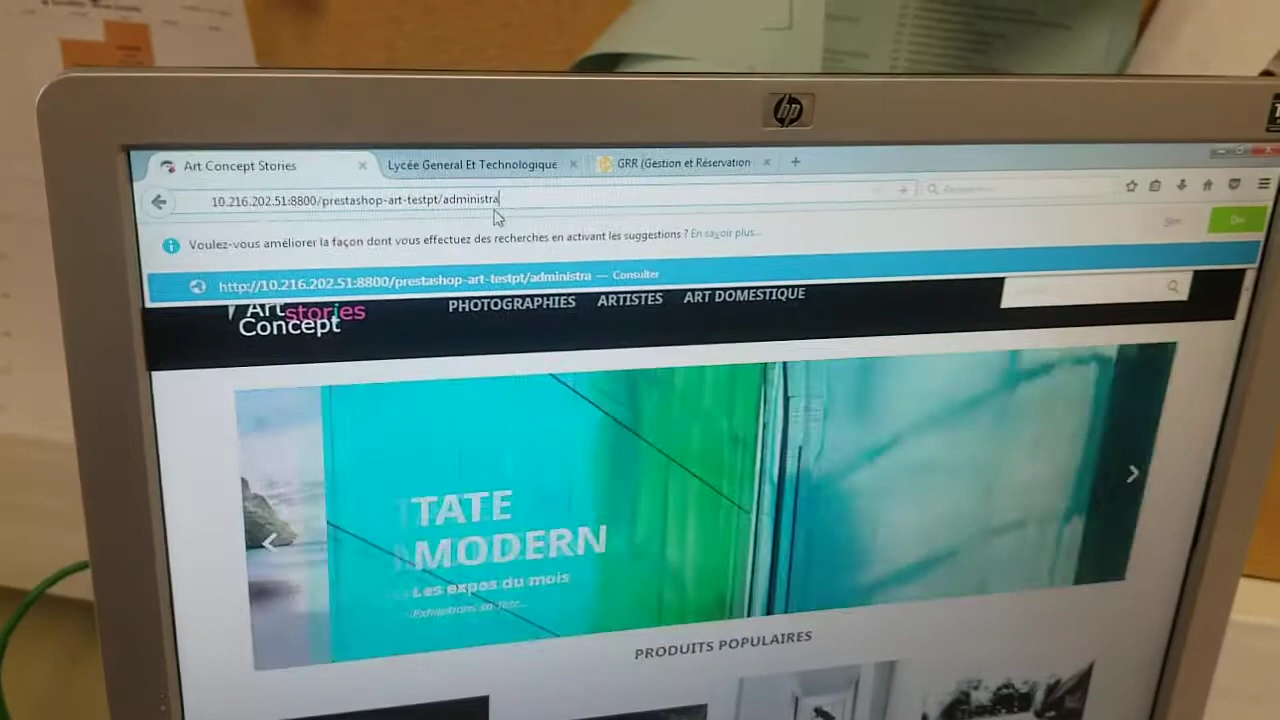 hp
Art Concept Stories
Lycée General Et Technologique
GRR (Gestion et Réservation
10.216.202.51:8800/prestashop-art-testpt/administra
Voulez-vous améliorer la façon dont vous effectuez des recherches en activant les suggestions ? En savoir plus...
http://10.216.202.51:8800/prestashop-art-testpt/administra — Consulter
Art stories
Concept
PHOTOGRAPHIES ARTISTES ART DOMESTIQUE
TATE
MODERN
Les expos du mois
PRODUITS POPULAIRES